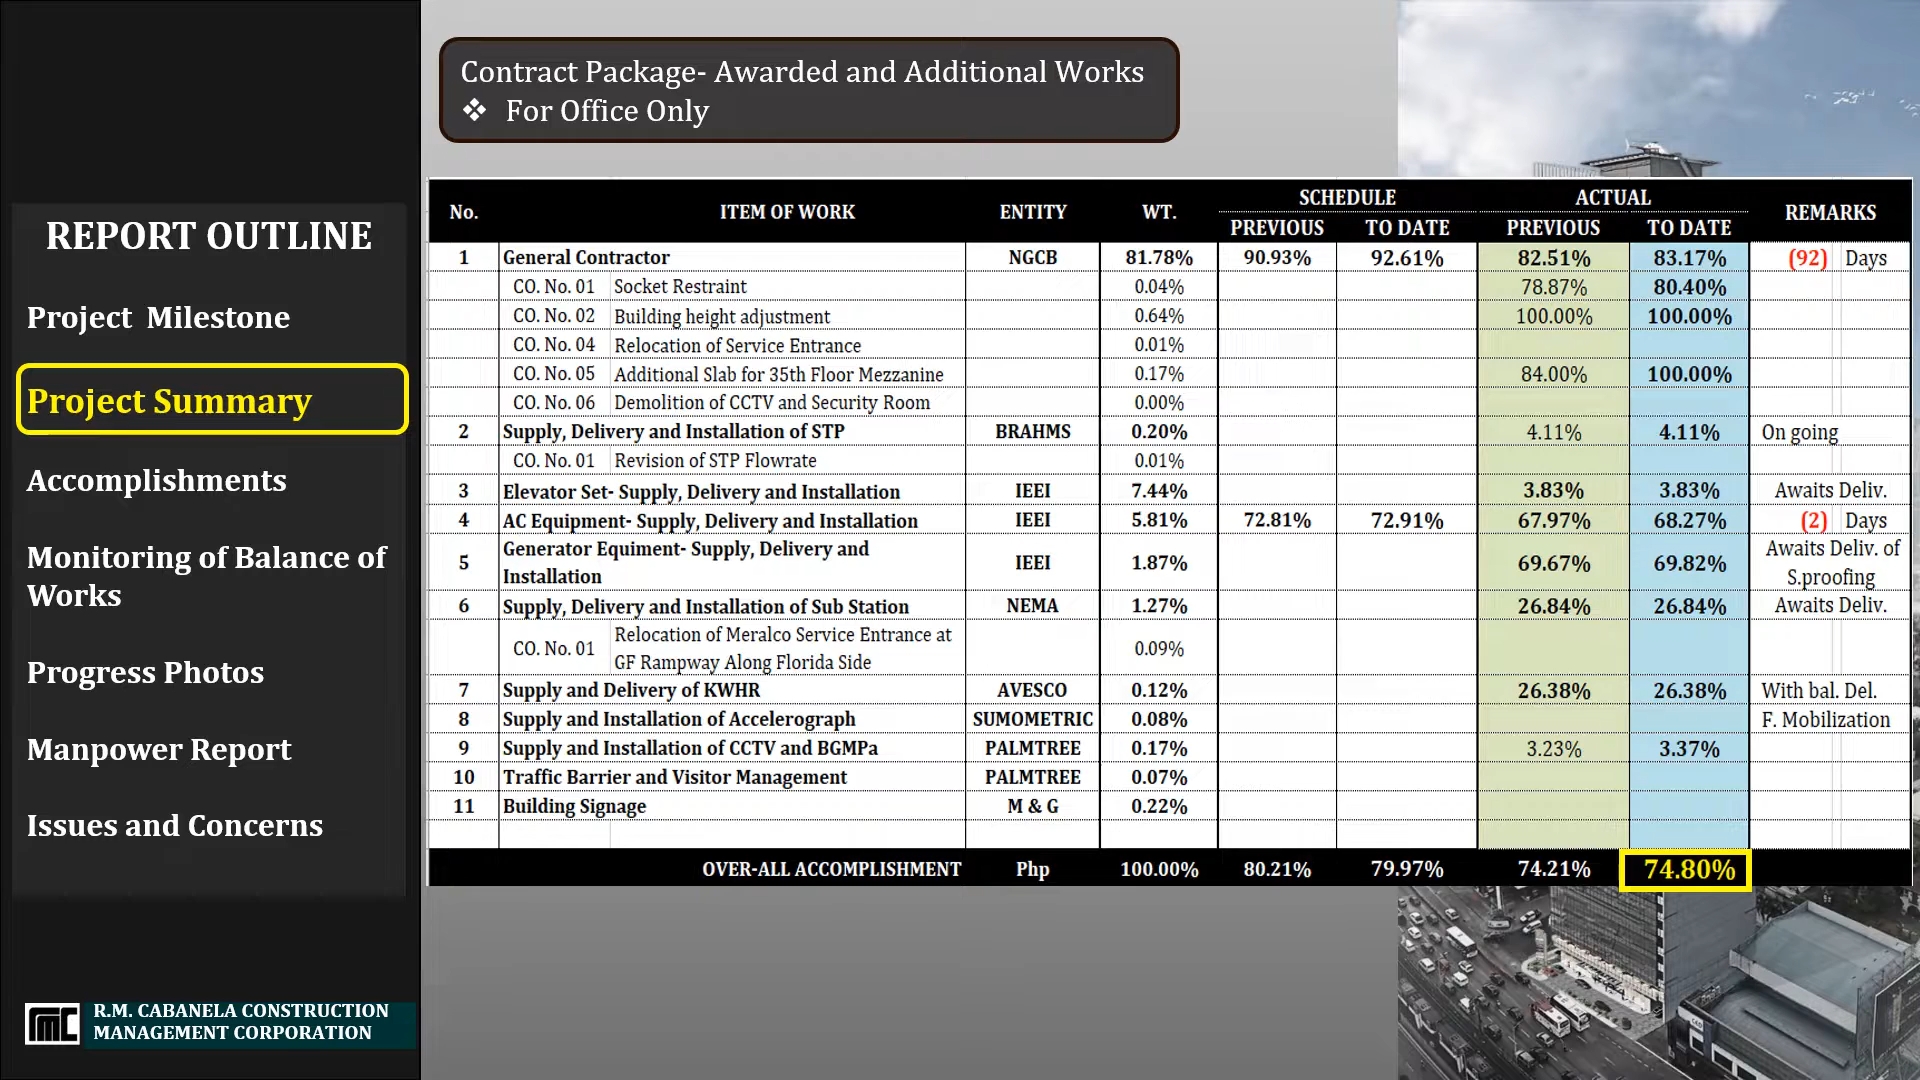 Contract Package- Awarded and Additional Works
❖ For Office Only
REPORT OUTLINE
Project Milestone
Project Summary
Accomplishments
Monitoring of Balance of
Works
Progress Photos
Manpower Report
Issues and Concerns
R.M. CABANELA CONSTRUCTION
MANAGEMENT CORPORATION
SCHEDULE ACTUAL
No. ITEM OF WORK ENTITY WT. REMARKS
PREVIOUS TO DATE PREVIOUS TO DATE
1 General Contractor NGCB 81.78% 90.93% 92.61% 82.51% 83.17% (92) Days
CO. No. 01 Socket Restraint 0.04% 78.87% 80.40%
CO. No. 02 Building height adjustment 0.64% 100.00% 100.00%
CO. No. 04 Relocation of Service Entrance 0.01%
CO. No. 05 Additional Slab for 35th Floor Mezzanine 0.17% 84.00% 100.00%
CO. No. 06 Demolition of CCTV and Security Room 0.00%
2 Supply, Delivery and Installation of STP BRAHMS 0.20% 4.11% 4.11% On going
CO. No. 01 Revision of STP Flowrate 0.01%
3 Elevator Set- Supply, Delivery and Installation IEEI 7.44% 3.83% 3.83% Awaits Deliv.
4 AC Equipment- Supply, Delivery and Installation IEEI 5.81% 72.81% 72.91% 67.97% 68.27% (2) Days
Generator Equiment- Supply, Delivery and Awaits Deliv. of
5 IEEI 1.87% 69.67% 69.82%
Installation S.proofing
6 Supply, Delivery and Installation of Sub Station NEMA 1.27% 26.84% 26.84% Awaits Deliv.
Relocation of Meralco Service Entrance at
CO. No. 01 0.09%
GF Rampway Along Florida Side
7 Supply and Delivery of KWHR AVESCO 0.12% 26.38% 26.38% With bal. Del.
8 Supply and Installation of Accelerograph SUMOMETRIC 0.08% F. Mobilization
9 Supply and Installation of CCTV and BGMPa PALMTREE 0.17% 3.23% 3.37%
10 Traffic Barrier and Visitor Management PALMTREE 0.07%
11 Building Signage M & G 0.22%
OVER-ALL ACCOMPLISHMENT Php 100.00% 80.21% 79.97% 74.21% 74.80%